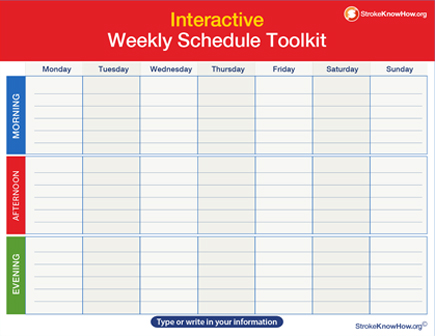 Interactive
StrokeKnowHow.org
Weekly Schedule Toolkit
Monday Tuesday Wednesday Thursday Friday Saturday Sunday
MORNING
AFTERNOON
EVENING
Type or write in your information
StrokeKnowHow.org©